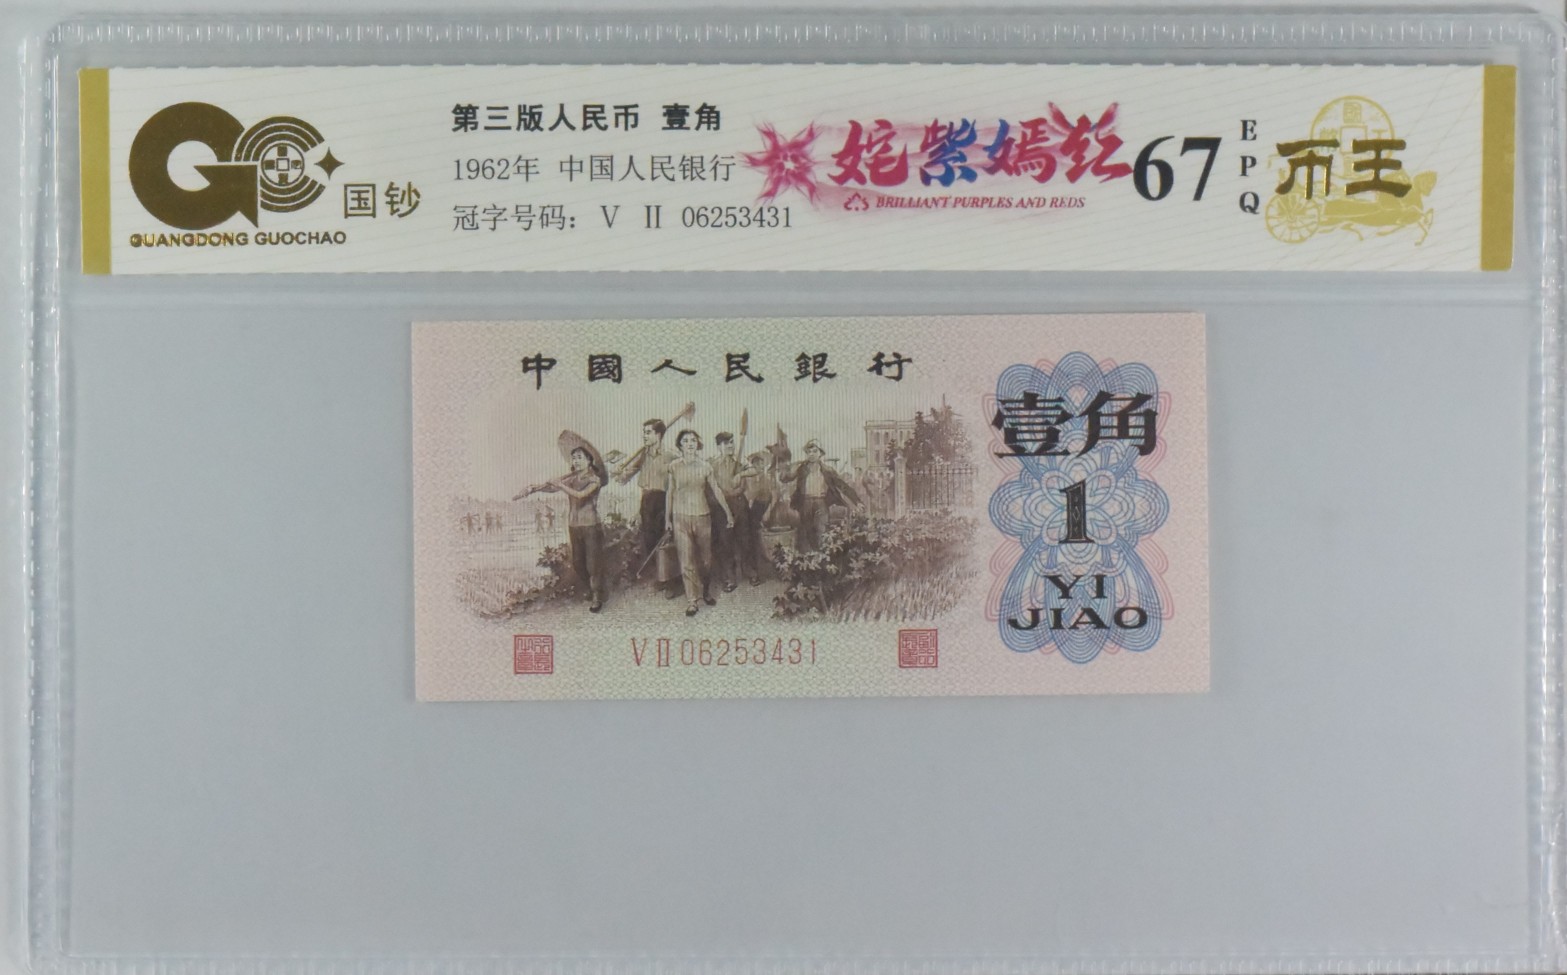 GUANGDONG GUOCHAO
国钞
第三版人民币 壹角
1962年 中国人民银行
冠字号码：V II 06253431
姹紫嫣红
BRILLIANT PURPLES AND REDS
67
EPQ
币王
中國人民銀行
壹角
1
YI
JIAO
V II 06253431